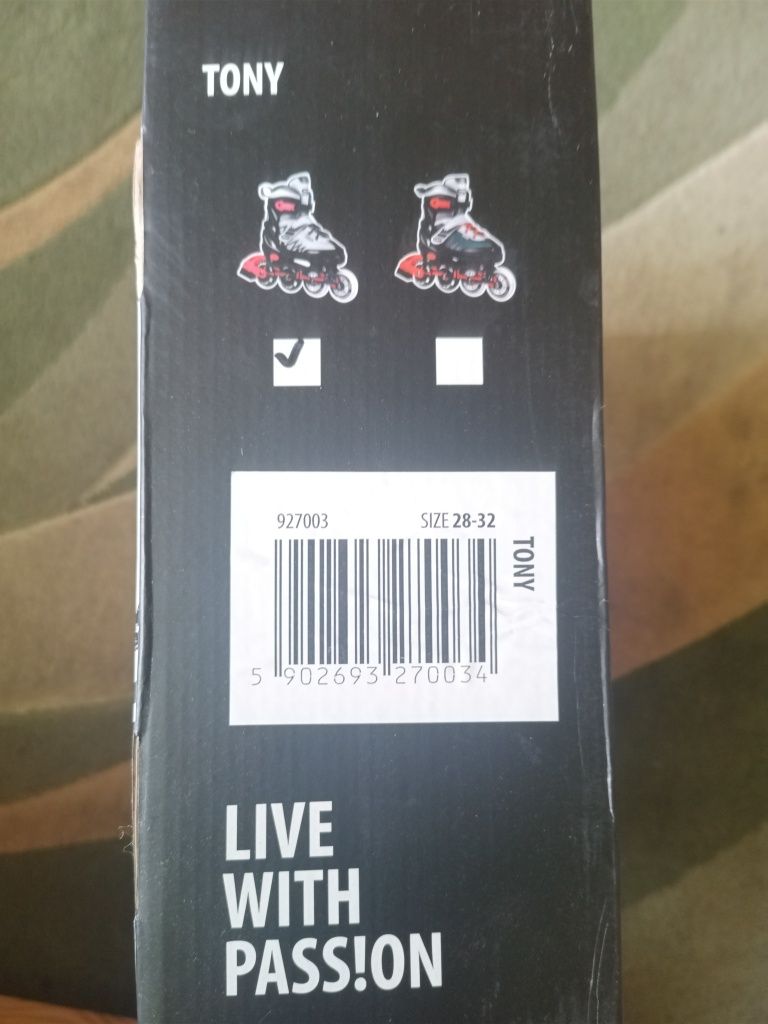 TONY
927003 SIZE 28-32
TONY
5 902693 270034
LIVE
WITH
PASS!ON